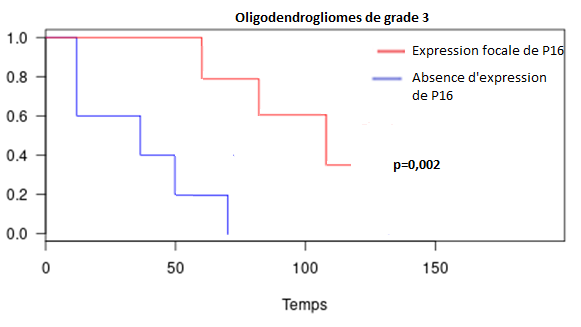 Oligodendrogliomes de grade 3
1.0
0.8
0.6
0.4
0.2
0.0
Expression focale de P16
Absence d'expression
de P16
p=0,002
0
50
100
150
Temps